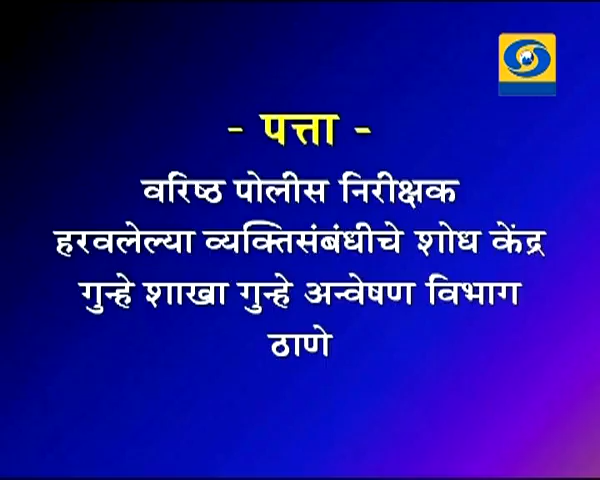 - पत्ता -
वरिष्ठ पोलीस निरीक्षक
हरवलेल्या व्यक्तिसंबंधीचे शोध केंद्र
गुन्हे शाखा गुन्हे अन्वेषण विभाग
ठाणे